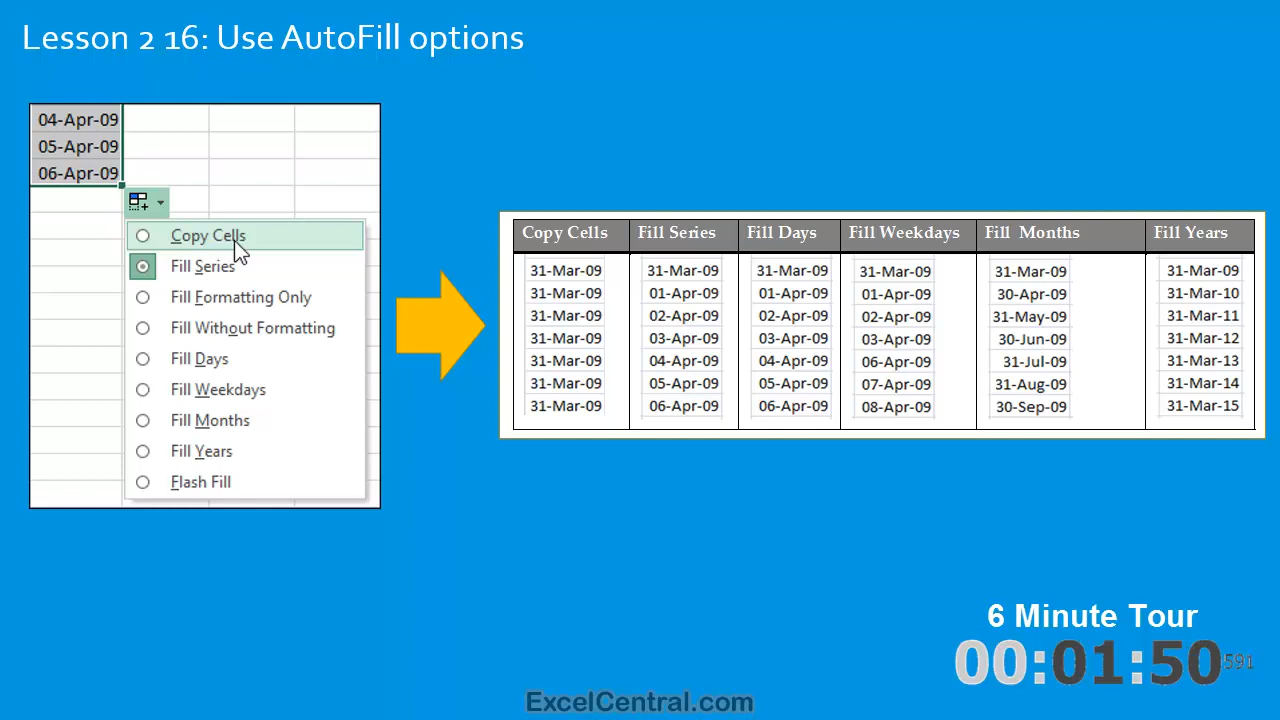 Lesson 2 16: Use AutoFill options
04-Apr-09
05-Apr-09
06-Apr-09
Copy Cells
Fill Series
Fill Formatting Only
Fill Without Formatting
Fill Days
Fill Weekdays
Fill Months
Fill Years
Flash Fill
Copy Cells Fill Series Fill Days Fill Weekdays Fill Months Fill Years
31-Mar-09 31-Mar-09 31-Mar-09 31-Mar-09 31-Mar-09 31-Mar-09
31-Mar-09 01-Apr-09 01-Apr-09 01-Apr-09 30-Apr-09 31-Mar-10
31-Mar-09 02-Apr-09 02-Apr-09 02-Apr-09 31-May-09 31-Mar-11
31-Mar-09 03-Apr-09 03-Apr-09 03-Apr-09 30-Jun-09 31-Mar-12
31-Mar-09 04-Apr-09 04-Apr-09 06-Apr-09 31-Jul-09 31-Mar-13
31-Mar-09 05-Apr-09 05-Apr-09 07-Apr-09 31-Aug-09 31-Mar-14
31-Mar-09 06-Apr-09 06-Apr-09 08-Apr-09 30-Sep-09 31-Mar-15
6 Minute Tour
00:01:50 591
ExcelCentral.com